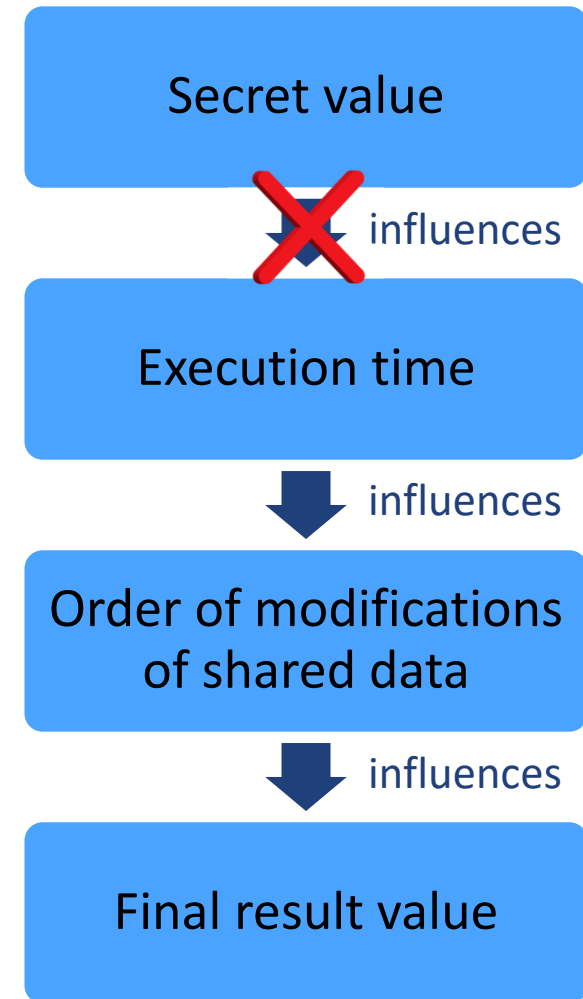 Secret value
influences
Execution time
influences
Order of modifications
of shared data
influences
Final result value